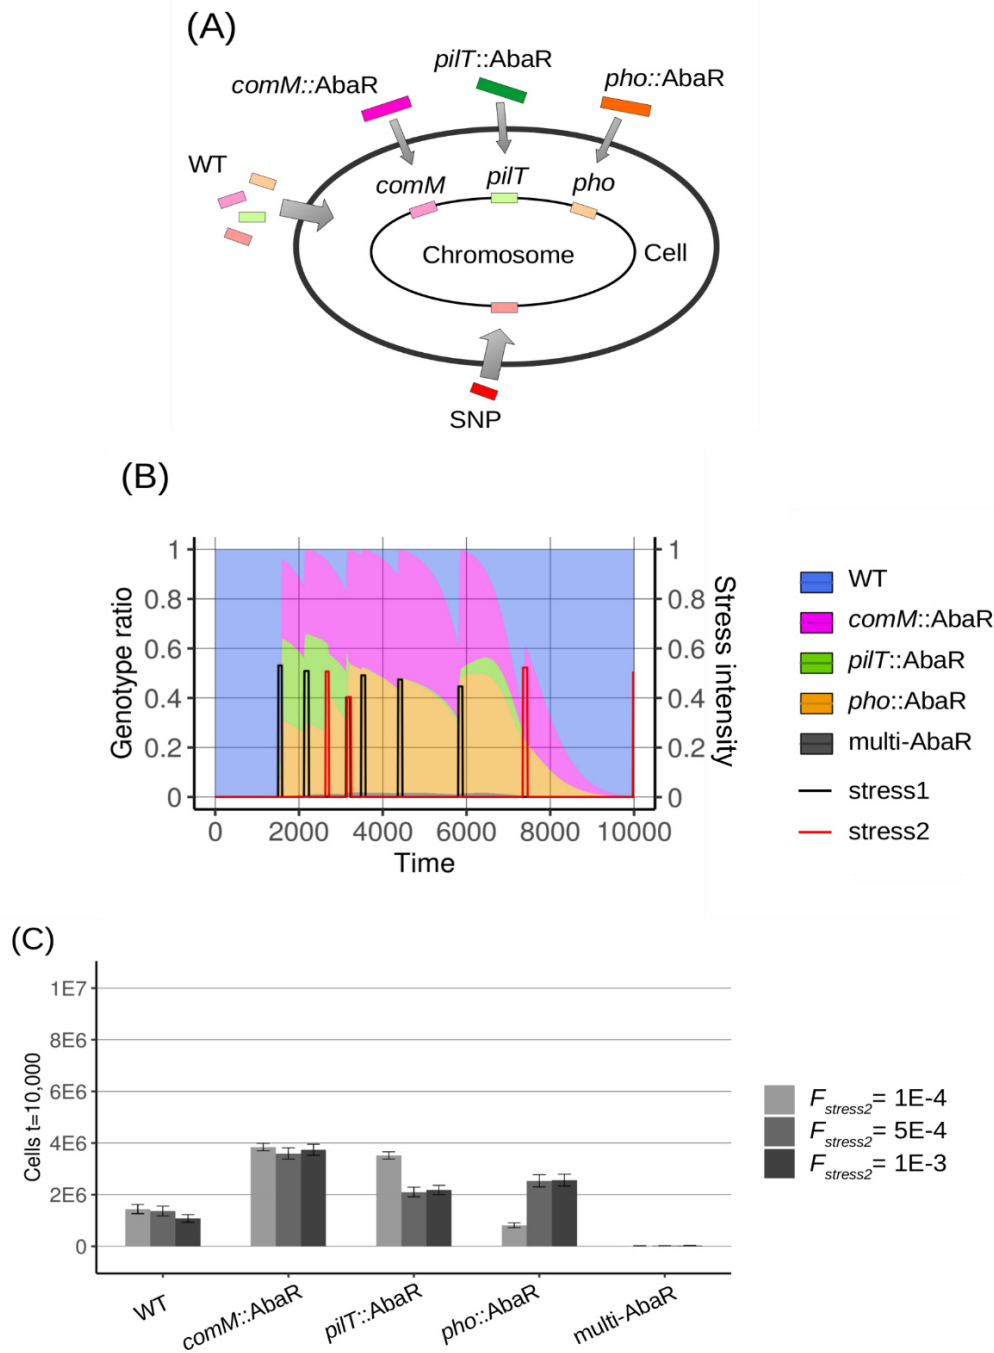 (A)
pilT::AbaR
comM::AbaR
pho::AbaR
WT
comM
pilT
pho
Chromosome
Cell
SNP
(B)
Genotype ratio
1
0.8
0.6
0.4
0.2
0
1
0.8
0.6
0.4
0.2
0
Stress intensity
0 2000 4000 6000 8000 10000
Time
WT
comM::AbaR
pilT::AbaR
pho::AbaR
multi-AbaR
stress1
stress2
(C)
Cells t=10,000
1E7
8E6
6E6
4E6
2E6
0
WT
comM::AbaR
pilT::AbaR
pho::AbaR
multi-AbaR
Fstress2= 1E-4
Fstress2= 5E-4
Fstress2= 1E-3